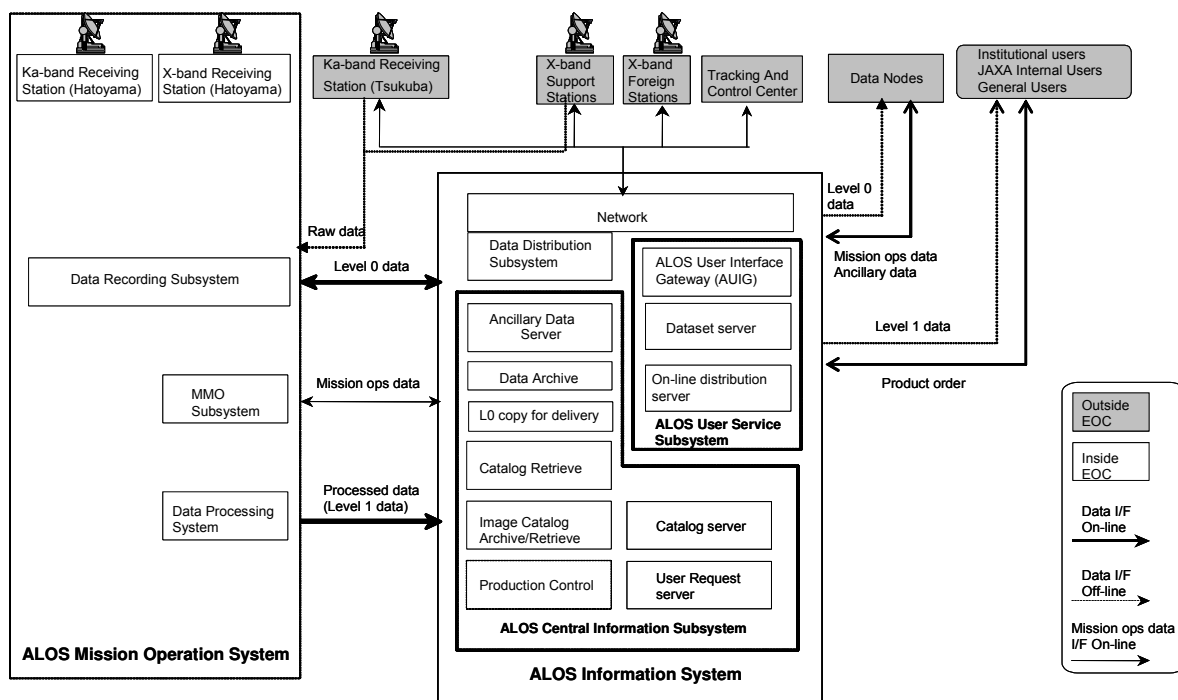 Ka-band Receiving
Station (Hatoyama)
X-band Receiving
Station (Hatoyama)
Ka-band Receiving
Station (Tsukuba)
X-band
Support
Stations
X-band
Foreign
Stations
Tracking And
Control Center
Data Nodes
Institutional users
JAXA Internal Users
General Users
Raw data
Data Recording Subsystem
Level 0 data
MMO
Subsystem
Mission ops data
Data Processing
System
Processed data
(Level 1 data)
ALOS Mission Operation System
Network
Data Distribution
Subsystem
ALOS User Interface
Gateway (AUIG)
Ancillary Data
Server
Dataset server
Data Archive
On-line distribution
server
L0 copy for delivery
ALOS User Service
Subsystem
Catalog Retrieve
Image Catalog
Archive/Retrieve
Catalog server
Production Control
User Request
server
ALOS Central Information Subsystem
ALOS Information System
Level 0
data
Mission ops data
Ancillary data
Level 1 data
Product order
Outside
EOC
Inside
EOC
Data I/F
On-line
Data I/F
Off-line
Mission ops data
I/F On-line